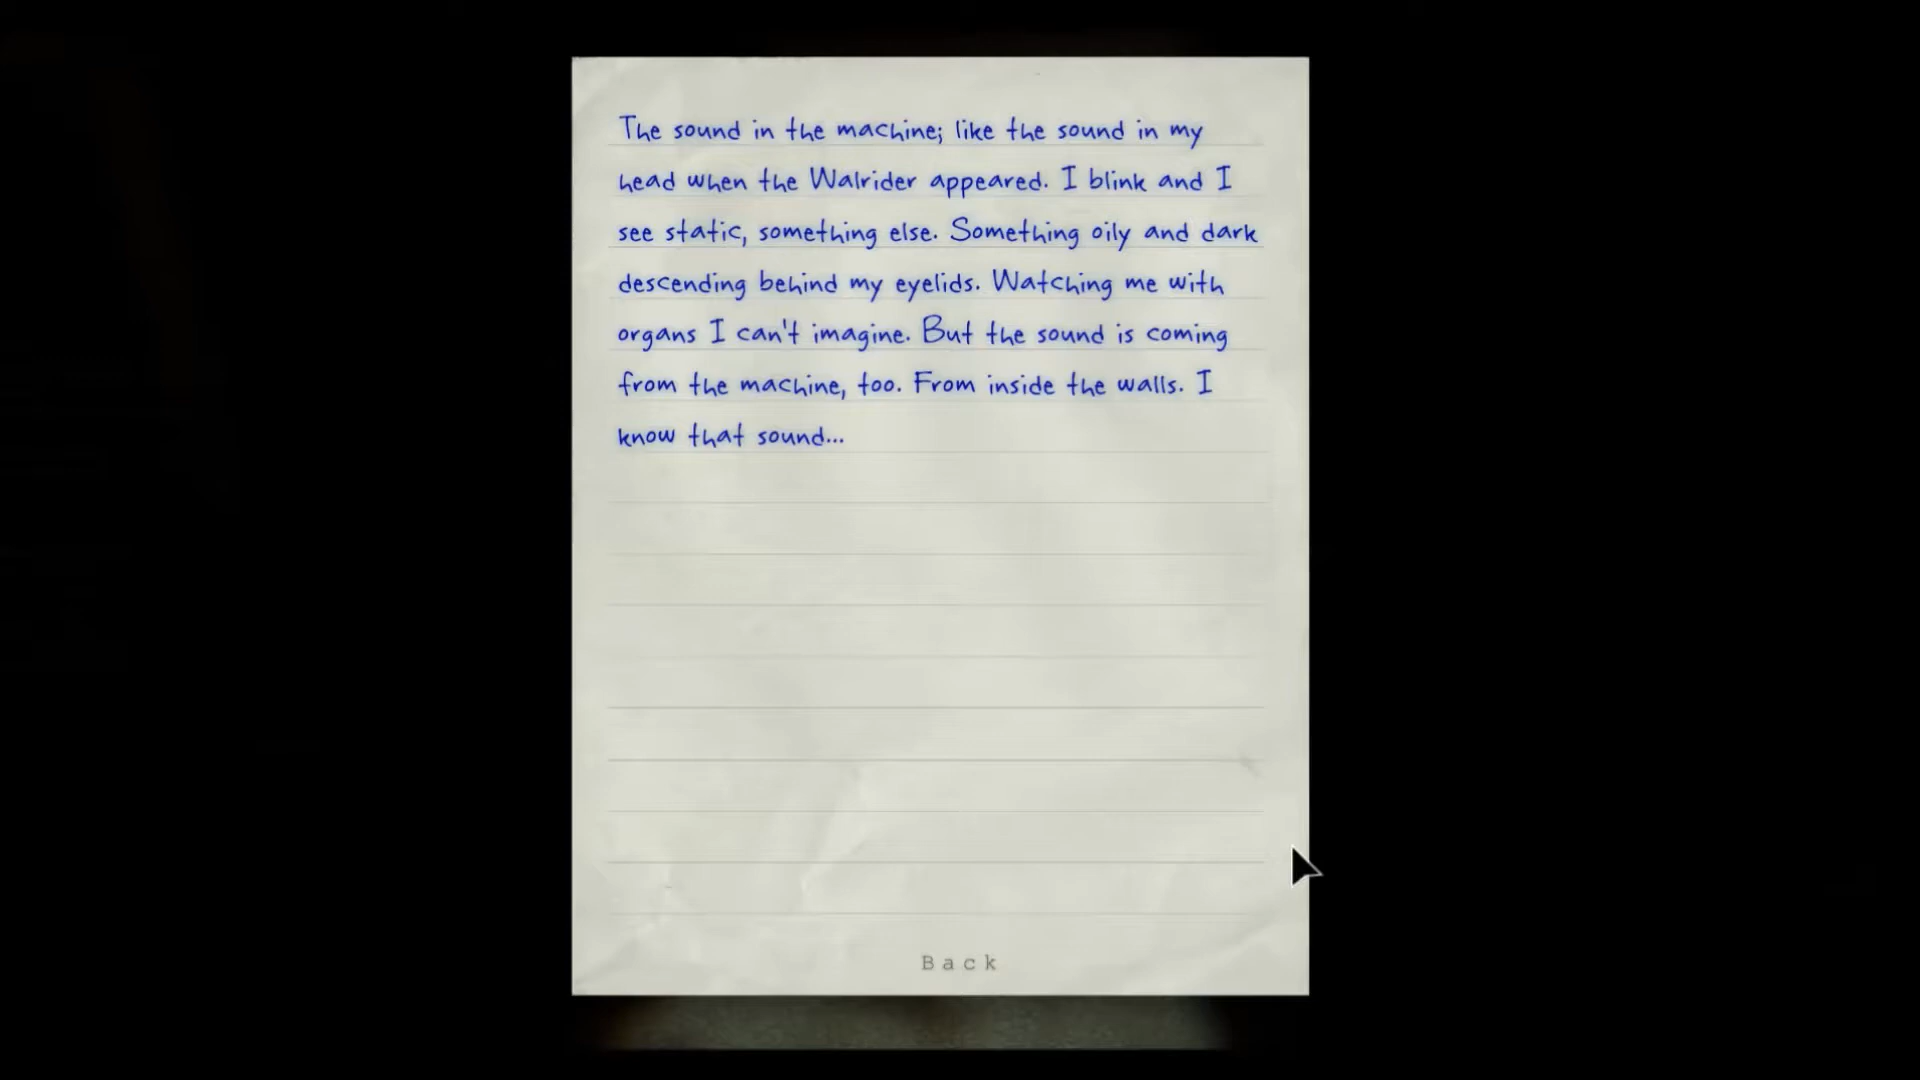 The sound in the machine; like the sound in my
head when the Walrider appeared. I blink and I
see static, something else. Something oily and dark
descending behind my eyelids. Watching me with
organs I can't imagine. But the sound is coming
from the machine, too. From inside the walls. I
know that sound...
Back